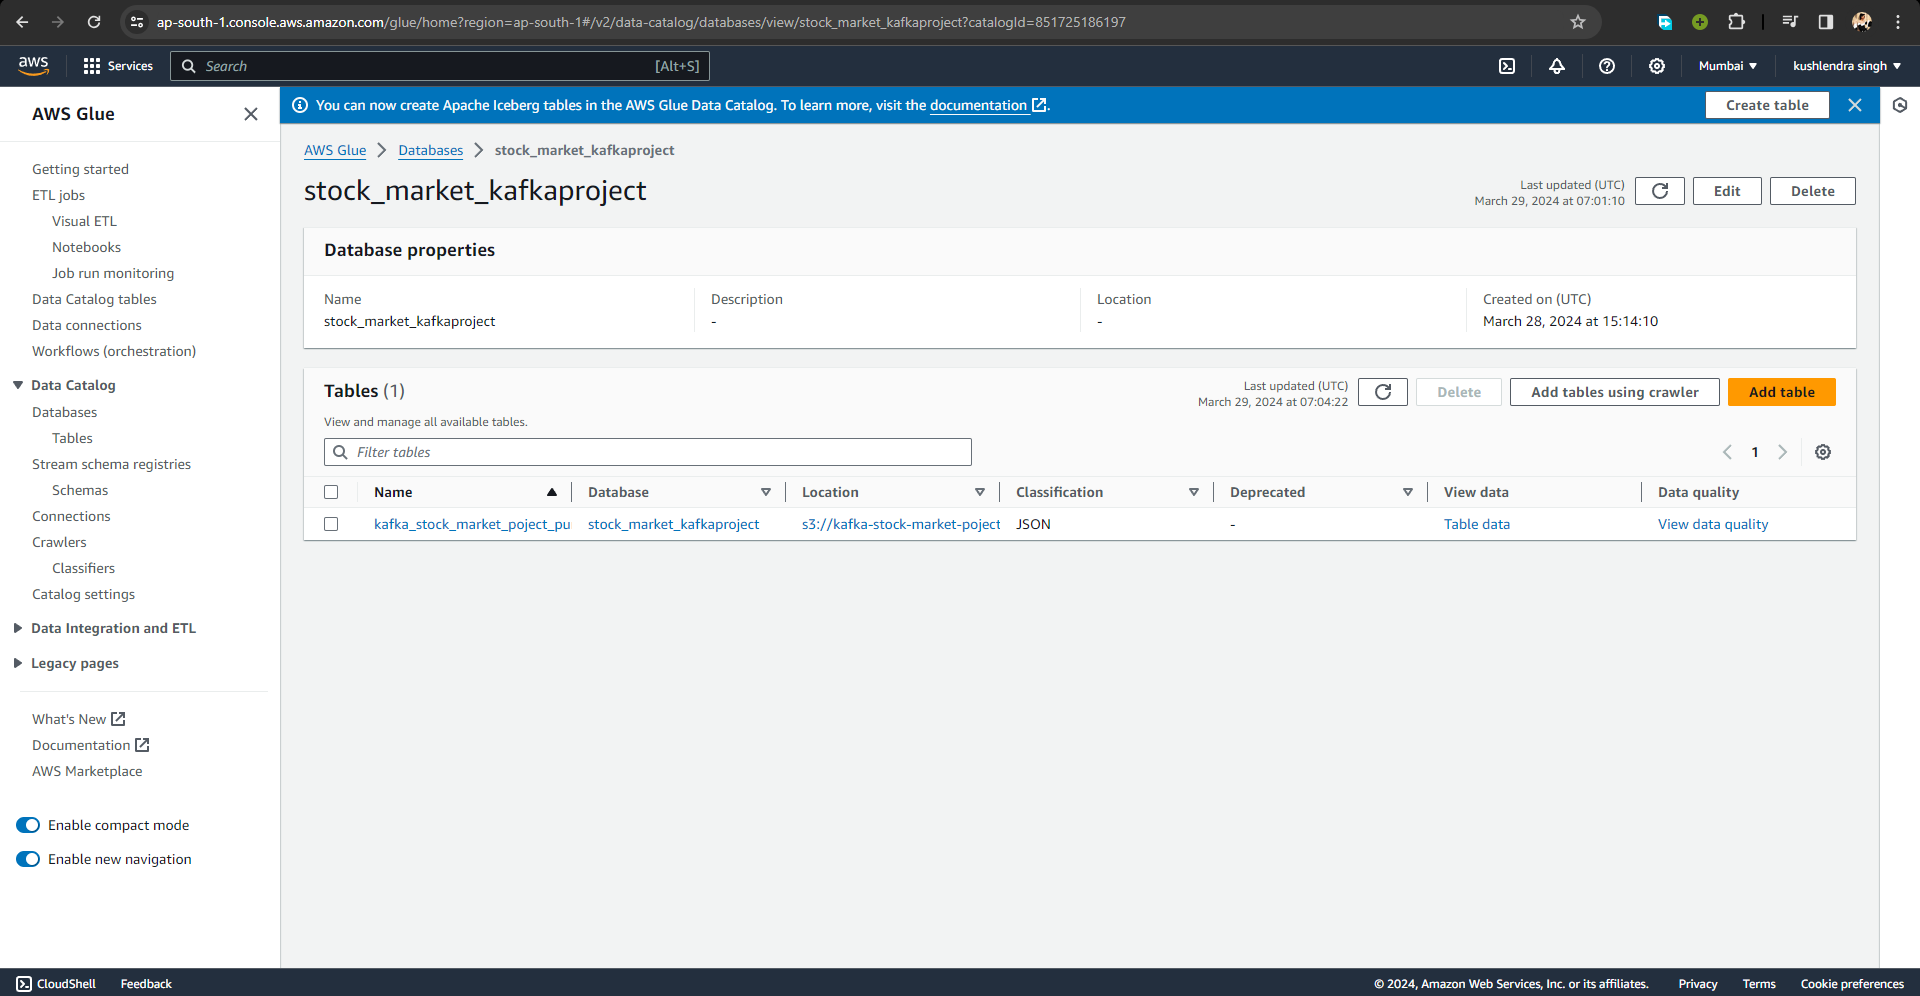 ap-south-1.console.aws.amazon.com/glue/home?region=ap-south-1#/v2/data-catalog/databases/view/stock_market_kafkaproject?catalogId=851725186197
aws
Services
Search
[Alt+S]
Mumbai
kushlendra singh
AWS Glue
Getting started
ETL jobs
Visual ETL
Notebooks
Job run monitoring
Data Catalog tables
Data connections
Workflows (orchestration)
Data Catalog
Databases
Tables
Stream schema registries
Schemas
Connections
Crawlers
Classifiers
Catalog settings
Data Integration and ETL
Legacy pages
What's New
Documentation
AWS Marketplace
Enable compact mode
Enable new navigation
You can now create Apache Iceberg tables in the AWS Glue Data Catalog. To learn more, visit the documentation.
Create table
AWS Glue > Databases > stock_market_kafkaproject
stock_market_kafkaproject
Last updated (UTC)
March 29, 2024 at 07:01:10
Edit
Delete
Database properties
Name
stock_market_kafkaproject
Description
-
Location
-
Created on (UTC)
March 28, 2024 at 15:14:10
Tables (1)
View and manage all available tables.
Last updated (UTC)
March 29, 2024 at 07:04:22
Delete
Add tables using crawler
Add table
Filter tables
1
Name Database Location Classification Deprecated View data Data quality
kafka_stock_market_poject_pu stock_market_kafkaproject s3://kafka-stock-market-poject JSON - Table data View data quality
CloudShell
Feedback
© 2024, Amazon Web Services, Inc. or its affiliates.
Privacy
Terms
Cookie preferences